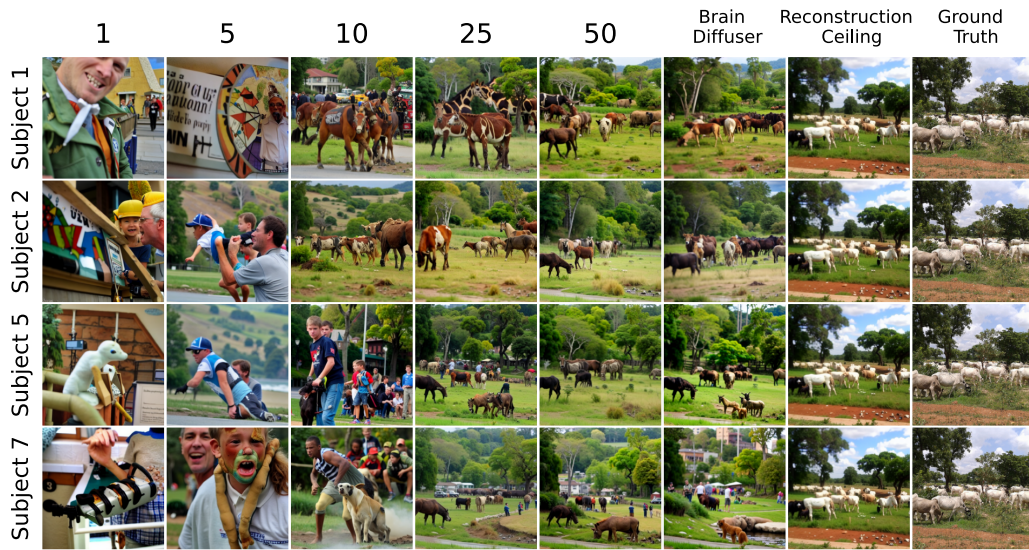 1 5 10 25 50 Brain Diffuser Reconstruction Ceiling Ground Truth
Subject 1
Subject 2
Subject 5
Subject 7